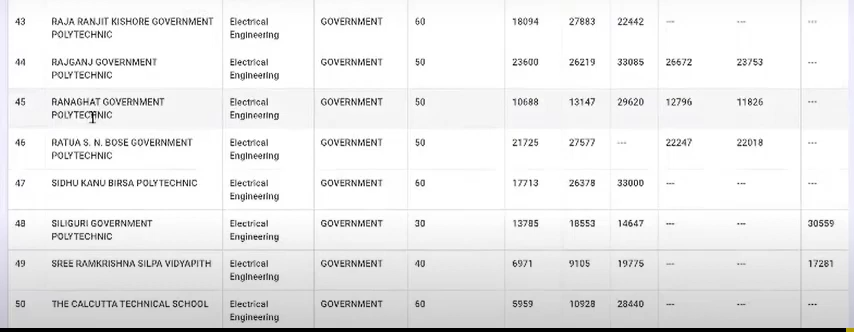 43 RAJA RANJIT KISHORE GOVERNMENT POLYTECHNIC Electrical Engineering GOVERNMENT 60 18094 27883 22442 --- --- ---
44 RAJGANJ GOVERNMENT POLYTECHNIC Electrical Engineering GOVERNMENT 50 23600 26219 33085 26672 23753 ---
45 RANAGHAT GOVERNMENT POLYTECHNIC Electrical Engineering GOVERNMENT 50 10688 13147 29620 12796 11826 ---
46 RATUA S. N. BOSE GOVERNMENT POLYTECHNIC Electrical Engineering GOVERNMENT 50 21725 27577 --- 22247 22018 ---
47 SIDHU KANU BIRSA POLYTECHNIC Electrical Engineering GOVERNMENT 60 17713 26378 33000 --- --- ---
48 SILIGURI GOVERNMENT POLYTECHNIC Electrical Engineering GOVERNMENT 30 13785 18553 14647 --- --- 30559
49 SREE RAMKRISHNA SILPA VIDYAPITH Electrical Engineering GOVERNMENT 40 6971 9105 19775 --- --- 17281
50 THE CALCUTTA TECHNICAL SCHOOL Electrical Engineering GOVERNMENT 60 5959 10928 28440 --- --- ---